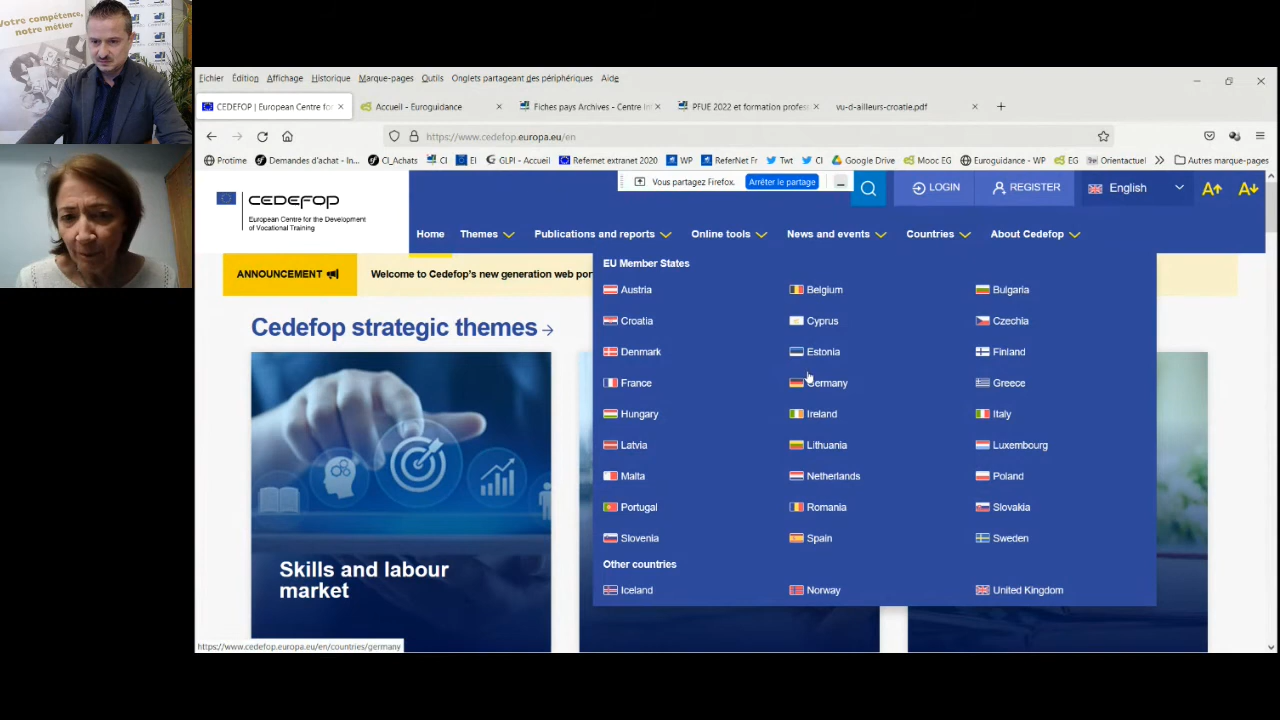 Votre compétence,
notre métier
Fichier Édition Affichage Historique Marque-pages Outils Onglets partageant des périphériques Aide
CEDEFOP | European Centre for Accueil - Euroguidance Fiches pays Archives - Centre In PFUE 2022 et formation profess vu-d-ailleurs-croatie.pdf
https://www.cedefop.europa.eu/en
Protime Demandes d'achat - In... CI_Achats CI EI GLPI - Accueil Refernet extranet 2020 WP ReferNet Fr Twt CI Google Drive Mooc EG Euroguidance - WP EG Orientactuel Autres marque-pages
Vous partagez Firefox. Arrêter le partage
LOGIN REGISTER English A A
CEDEFOP
European Centre for the Development
of Vocational Training
Home Themes Publications and reports Online tools News and events Countries About Cedefop
ANNOUNCEMENT Welcome to Cedefop's new generation web por
EU Member States
Austria Belgium Bulgaria
Croatia Cyprus Czechia
Denmark Estonia Finland
France Germany Greece
Hungary Ireland Italy
Latvia Lithuania Luxembourg
Malta Netherlands Poland
Portugal Romania Slovakia
Slovenia Spain Sweden
Other countries
Iceland Norway United Kingdom
Cedefop strategic themes
Skills and labour
market
https://www.cedefop.europa.eu/en/countries/germany